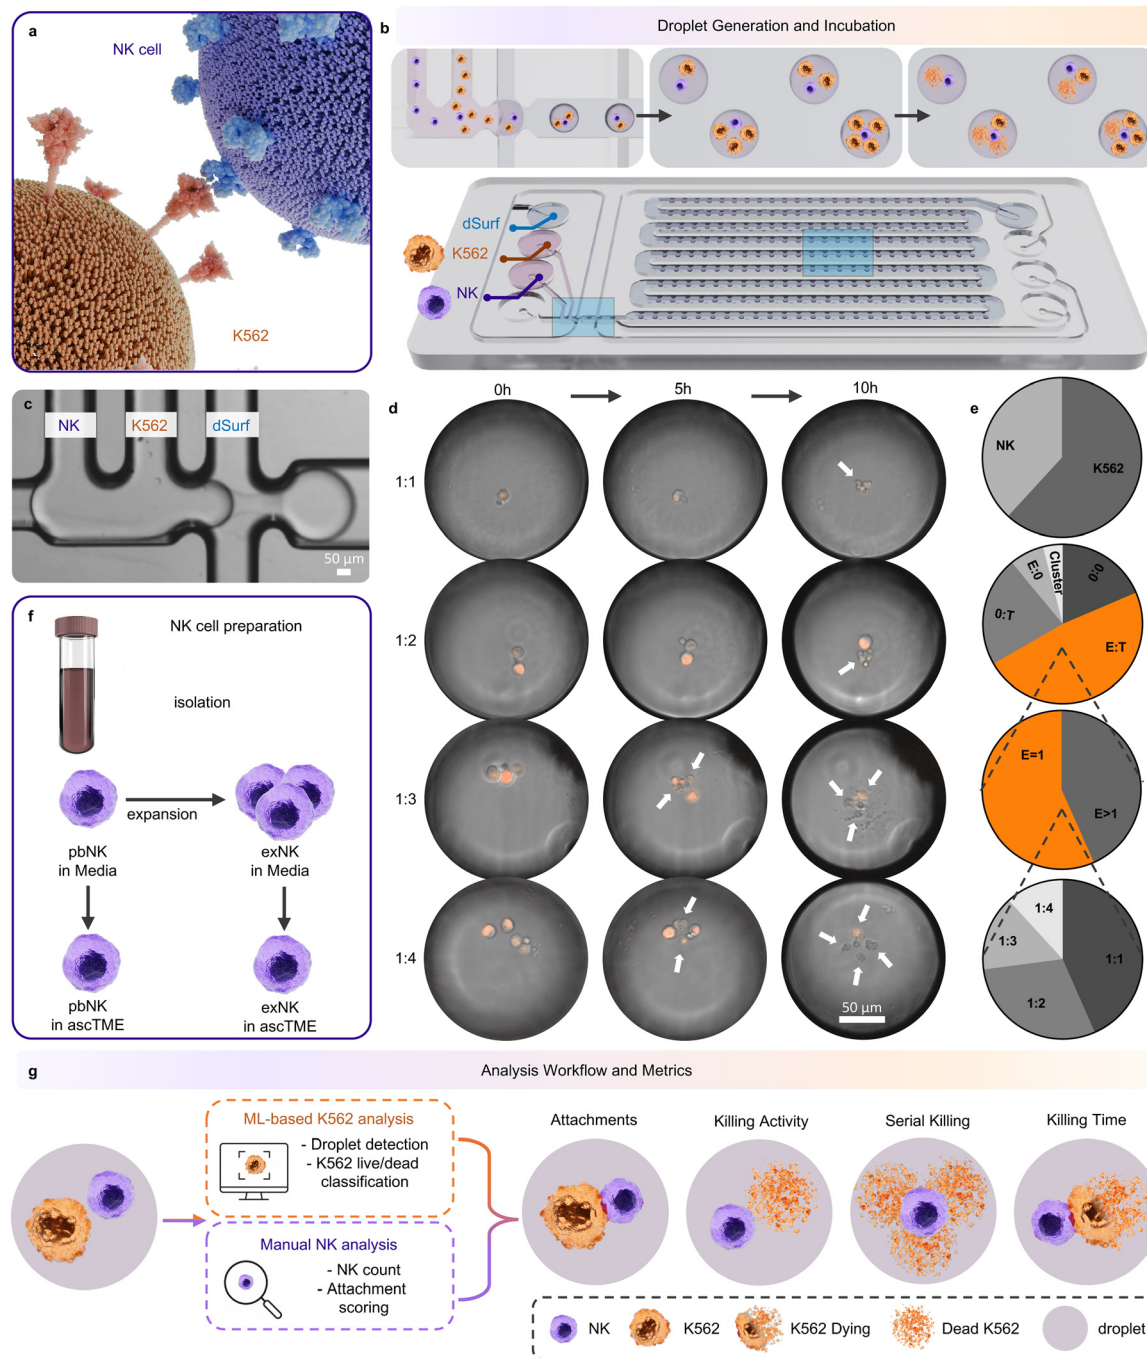 a
NK cell
K562
b
Droplet Generation and Incubation
dSurf
K562
NK
c
NK
K562
dSurf
50 µm
d
0h
5h
10h
1:1
1:2
1:3
1:4
50 µm
e
NK
K562
Cluster
E:0
0:0
0:T
E:T
E=1
E>1
1:4
1:3
1:1
1:2
f
NK cell preparation
isolation
expansion
pbNK
in Media
exNK
in Media
pbNK
in ascTME
exNK
in ascTME
g
Analysis Workflow and Metrics
ML-based K562 analysis
- Droplet detection
- K562 live/dead
classification
Manual NK analysis
- NK count
- Attachment
scoring
Attachments
Killing Activity
Serial Killing
Killing Time
NK
K562
K562 Dying
Dead K562
droplet